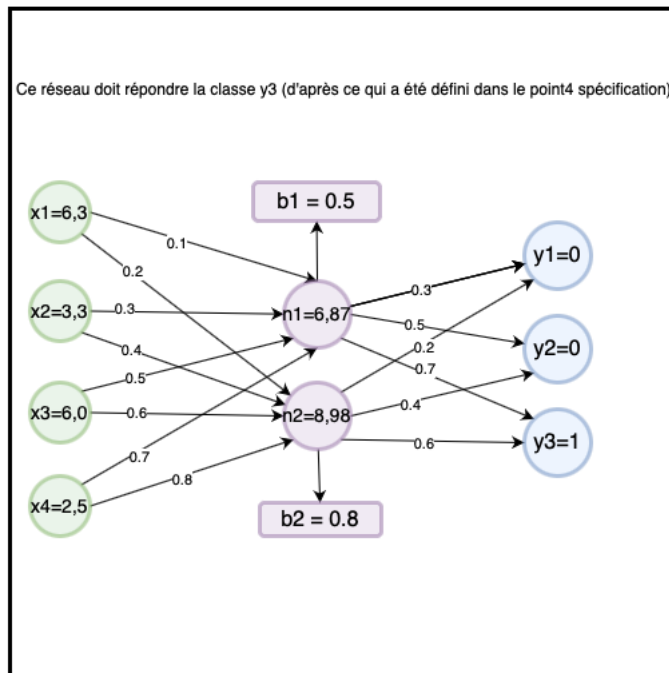 Ce réseau doit répondre la classe y3 (d'après ce qui a été défini dans le point4 spécification)
b1 = 0.5
x1=6,3
0.1
y1=0
0.2
0.3
x2=3,3
0.3
n1=6,87
0.5
0.4
0.2
y2=0
0.7
0.5
0.4
x3=6,0
0.6
n2=8,98
y3=1
0.6
0.7
0.8
x4=2,5
b2 = 0.8